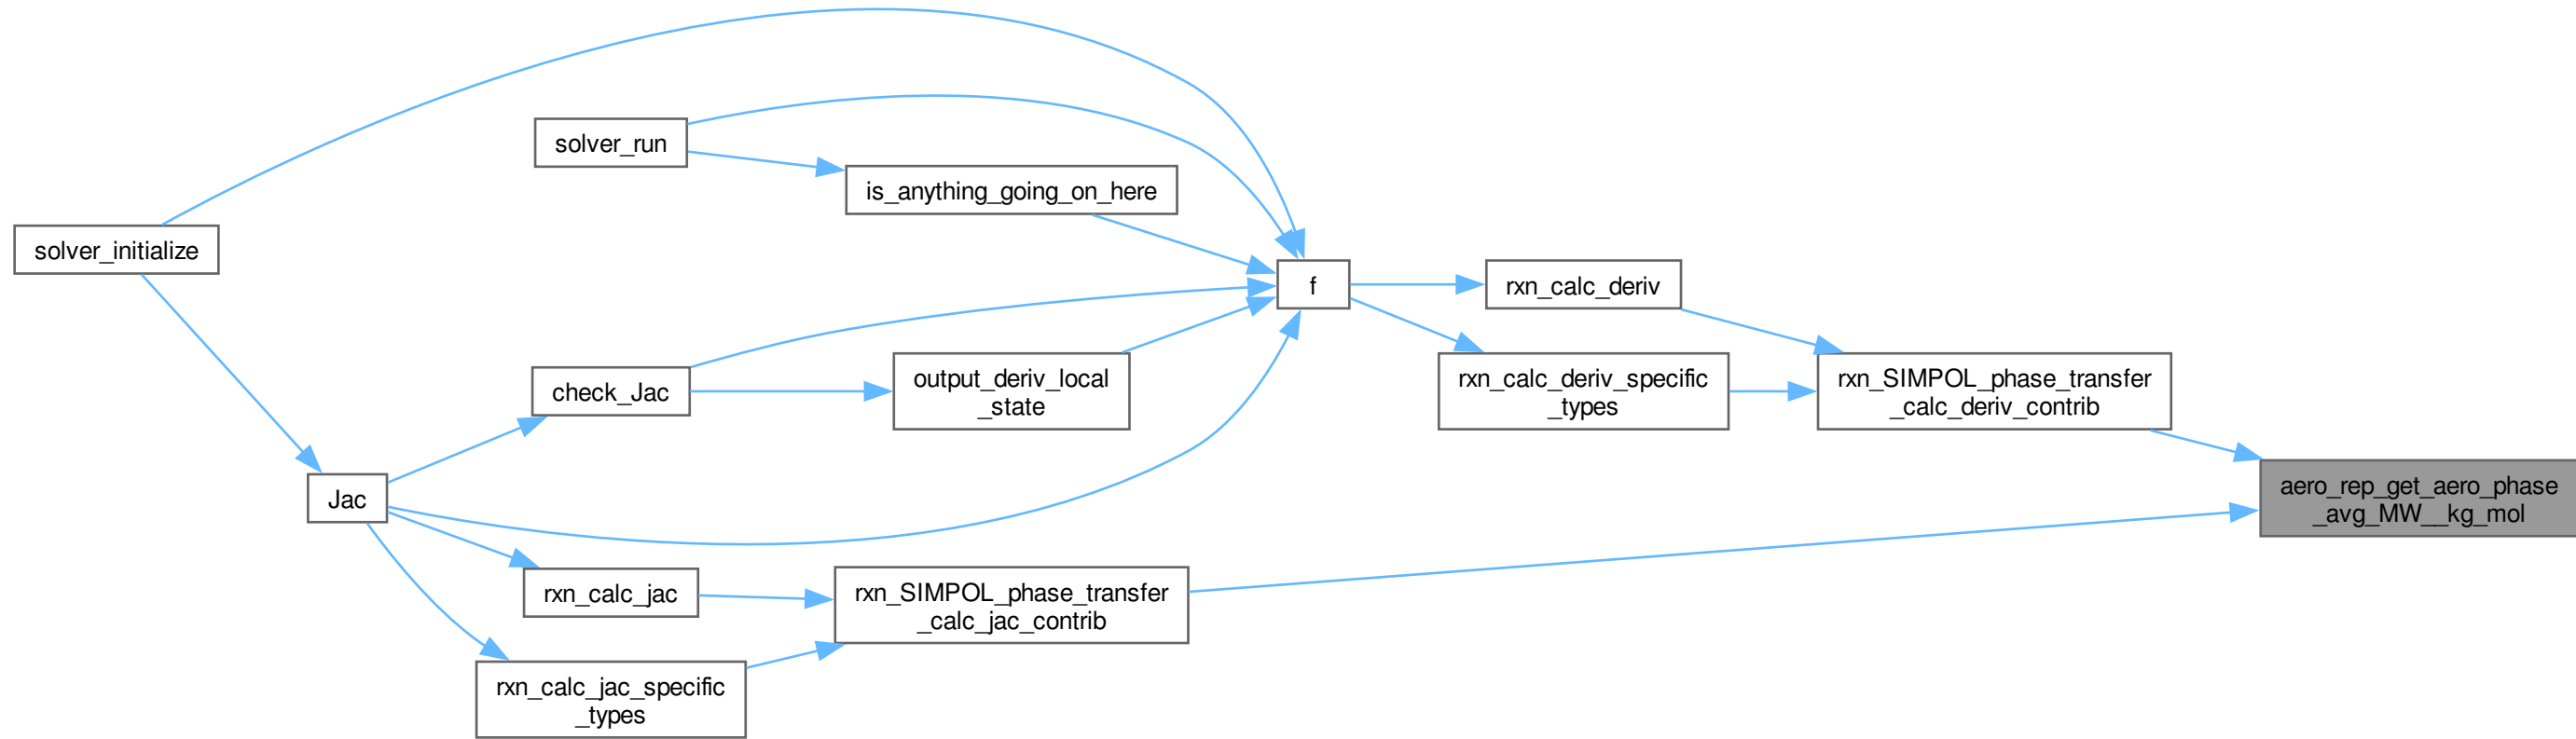 solver_run
is_anything_going_on_here
solver_initialize
f
rxn_calc_deriv
check_Jac
output_deriv_local
_state
rxn_calc_deriv_specific
_types
rxn_SIMPOL_phase_transfer
_calc_deriv_contrib
Jac
aero_rep_get_aero_phase
_avg_MW__kg_mol
rxn_calc_jac
rxn_SIMPOL_phase_transfer
_calc_jac_contrib
rxn_calc_jac_specific
_types